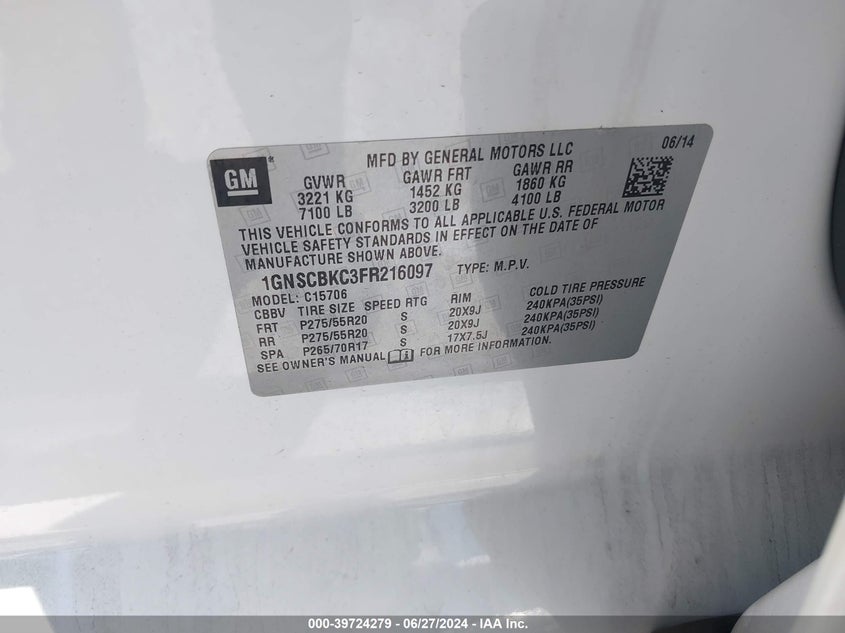 GM
MFD BY GENERAL MOTORS LLC 06/14
GVWR GAWR FRT GAWR RR
3221 KG 1452 KG 1860 KG
7100 LB 3200 LB 4100 LB
THIS VEHICLE CONFORMS TO ALL APPLICABLE U.S. FEDERAL MOTOR
VEHICLE SAFETY STANDARDS IN EFFECT ON THE DATE OF
MANUFACTURE SHOWN ABOVE.
1GNSCBKC3FR216097 TYPE: M.P.V.
MODEL: C15706
CBBV TIRE SIZE SPEED RTG RIM COLD TIRE PRESSURE
FRT P275/55R20 S 20X9J 240KPA(35PSI)
RR P275/55R20 S 20X9J 240KPA(35PSI)
SPA P265/70R17 S 17X7.5J 240KPA(35PSI)
SEE OWNER'S MANUAL FOR MORE INFORMATION.
000-39724279 — 06/27/2024 — IAA Inc.